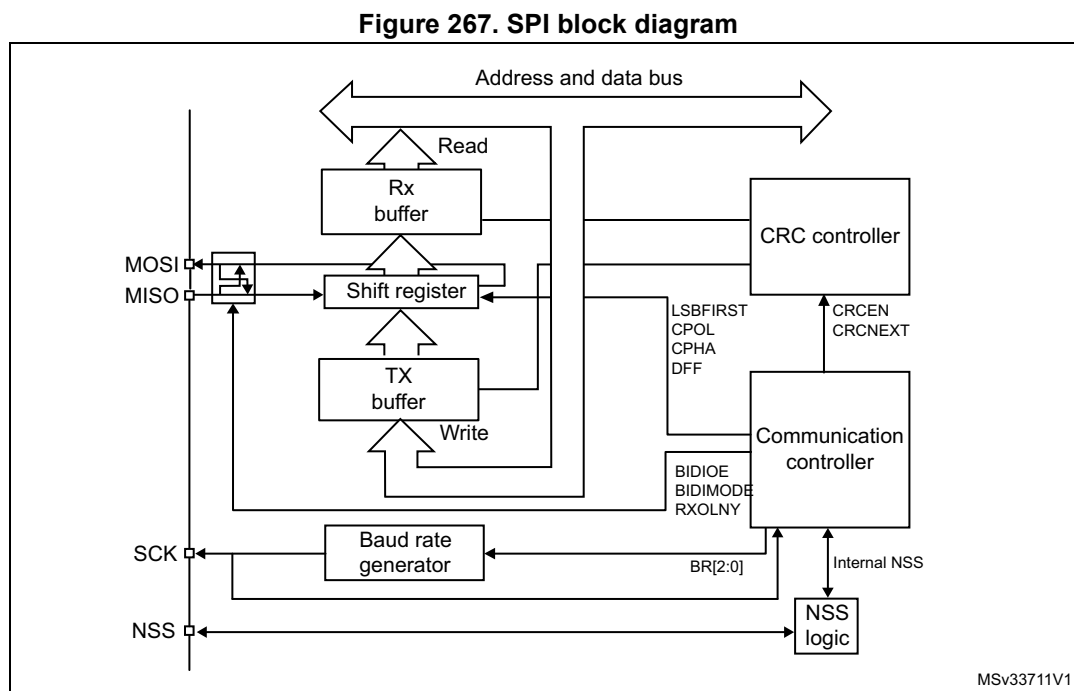 Figure 267. SPI block diagram
Address and data bus
Read
Rx
buffer
CRC controller
MOSI
MISO
Shift register
LSBFIRST
CPOL
CPHA
DFF
CRCEN
CRCNEXT
TX
buffer
Write
Communication
controller
BIDIOE
BIDIMODE
RXOLNY
SCK
Baud rate
generator
BR[2:0]
Internal NSS
NSS
NSS
logic
MSv33711V1